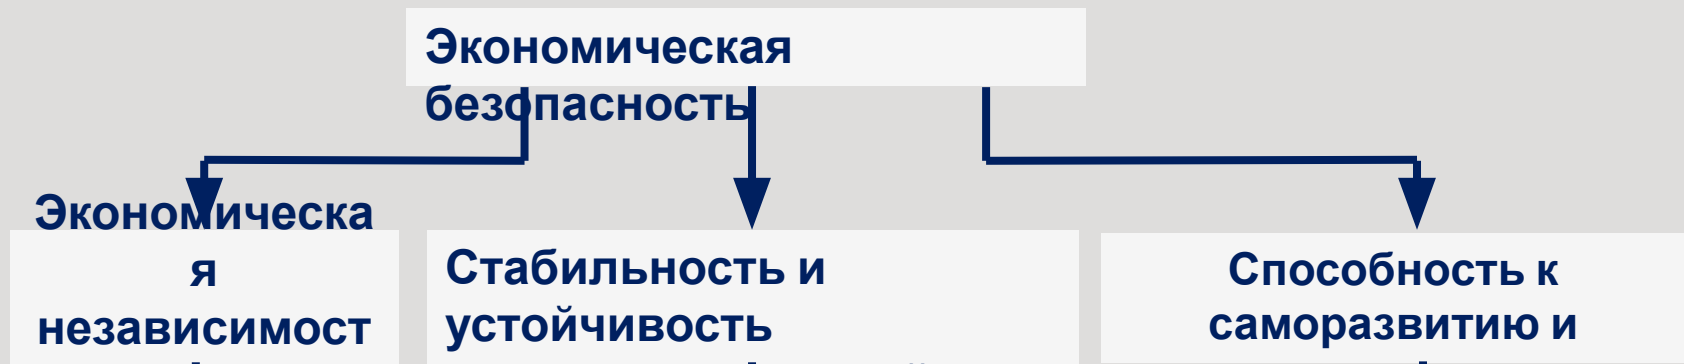 Экономическая
безопасность
Экономическа
я
независимост
Стабильность и
устойчивость
Способность к
саморазвитию и